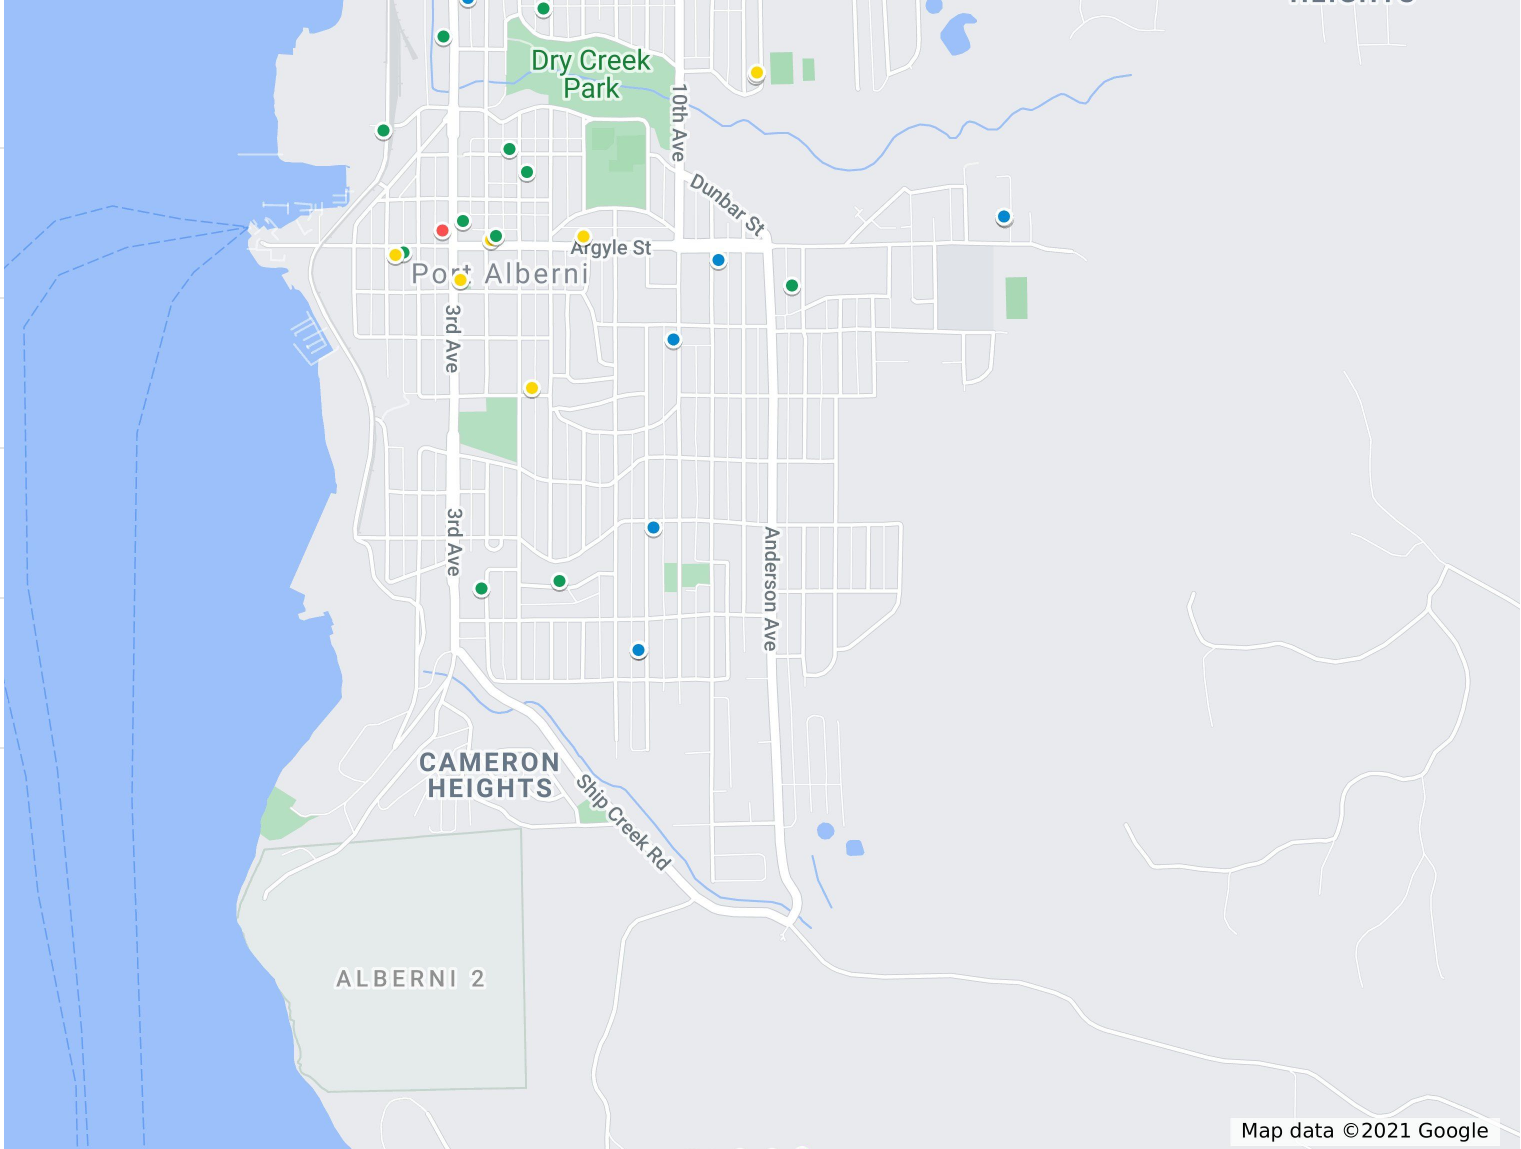 HEIGHTS
Dry Creek
Park
10th Ave
Dunbar St
Argyle St
Port Alberni
3rd Ave
3rd Ave
Anderson Ave
CAMERON
HEIGHTS
Ship Creek Rd
ALBERNI 2
Map data ©2021 Google